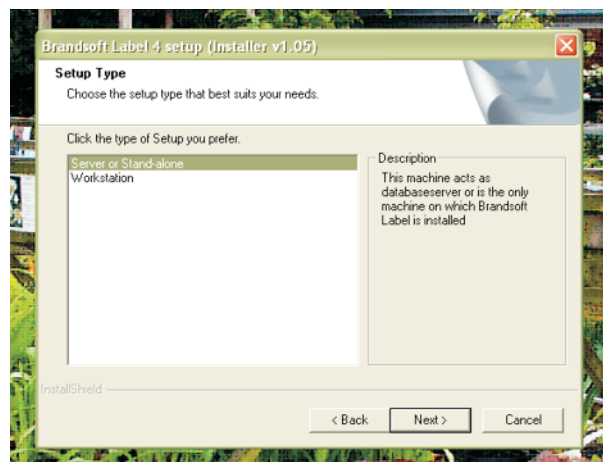 Brandsoft Label 4 setup (Installer v1.05)
Setup Type
Choose the setup type that best suits your needs.
Click the type of Setup you prefer.
Server or Stand-alone
Workstation
Description
This machine acts as
databaseserver or is the only
machine on which Brandsoft
Label is installed
InstallShield
< Back
Next >
Cancel